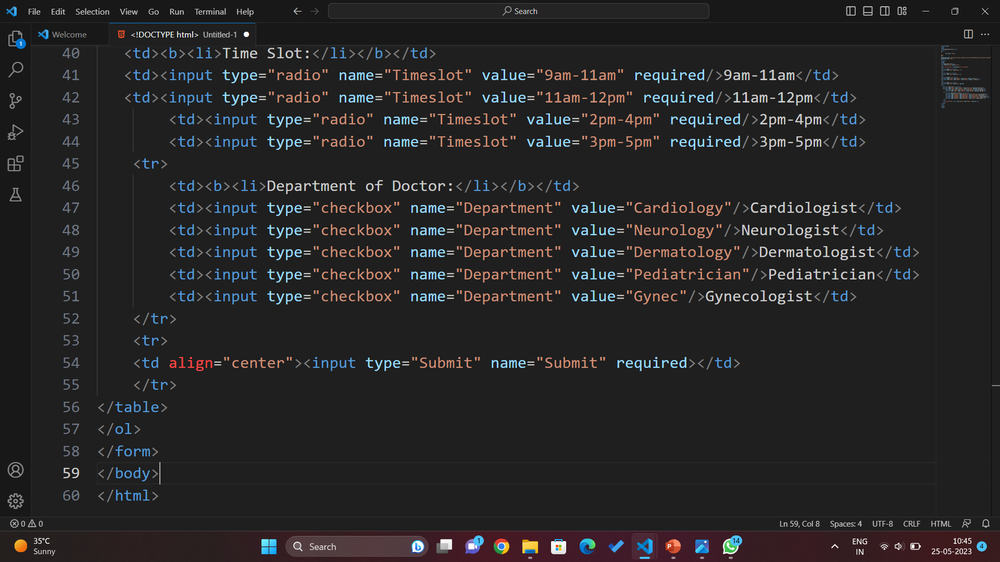 File Edit Selection View Go Run Terminal Help Search
Welcome <!DOCTYPE html> Untitled-1
1
40 <td><b><li>Time Slot:</li></b></td>
41 <td><input type="radio" name="Timeslot" value="9am-11am" required/>9am-11am</td>
42 <td><input type="radio" name="Timeslot" value="11am-12pm" required/>11am-12pm</td>
43 <td><input type="radio" name="Timeslot" value="2pm-4pm" required/>2pm-4pm</td>
44 <td><input type="radio" name="Timeslot" value="3pm-5pm" required/>3pm-5pm</td>
45 <tr>
46 <td><b><li>Department of Doctor:</li></b></td>
47 <td><input type="checkbox" name="Department" value="Cardiology"/>Cardiologist</td>
48 <td><input type="checkbox" name="Department" value="Neurology"/>Neurologist</td>
49 <td><input type="checkbox" name="Department" value="Dermatology"/>Dermatologist</td>
50 <td><input type="checkbox" name="Department" value="Pediatrician"/>Pediatrician</td>
51 <td><input type="checkbox" name="Department" value="Gynec"/>Gynecologist</td>
52 </tr>
53 <tr>
54 <td align="center"><input type="Submit" name="Submit" required></td>
55 </tr>
56 </table>
57 </ol>
58 </form>
59 </body>
60 </html>
0 0 Ln 59, Col 8 Spaces: 4 UTF-8 CRLF HTML
35°C
Sunny
Search
1
14
ENG
IN
10:45
25-05-2023
4